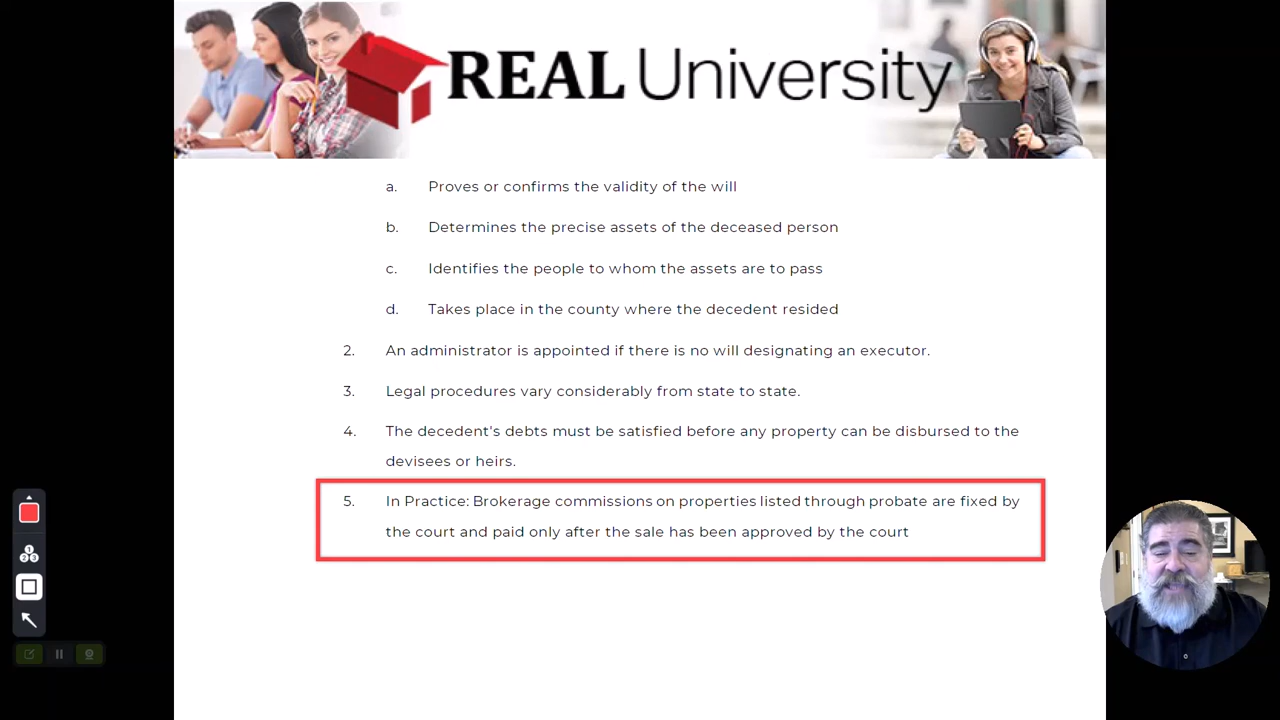 REAL University
a. Proves or confirms the validity of the will
b. Determines the precise assets of the deceased person
c. Identifies the people to whom the assets are to pass
d. Takes place in the county where the decedent resided
2. An administrator is appointed if there is no will designating an executor.
3. Legal procedures vary considerably from state to state.
4. The decedent's debts must be satisfied before any property can be disbursed to the
devisees or heirs.
5. In Practice: Brokerage commissions on properties listed through probate are fixed by
the court and paid only after the sale has been approved by the court